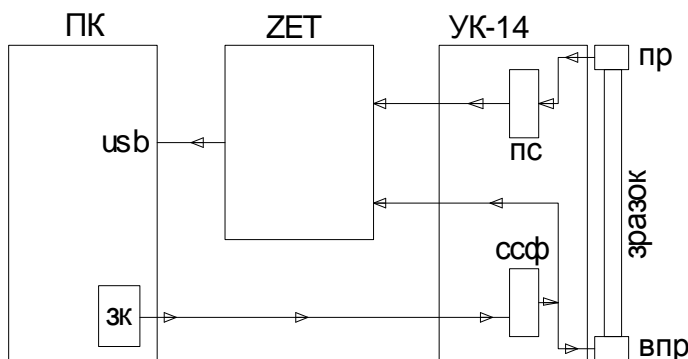 ПК
ZET
УК-14
пр
usb
пс
зразок
ссф
зк
впр